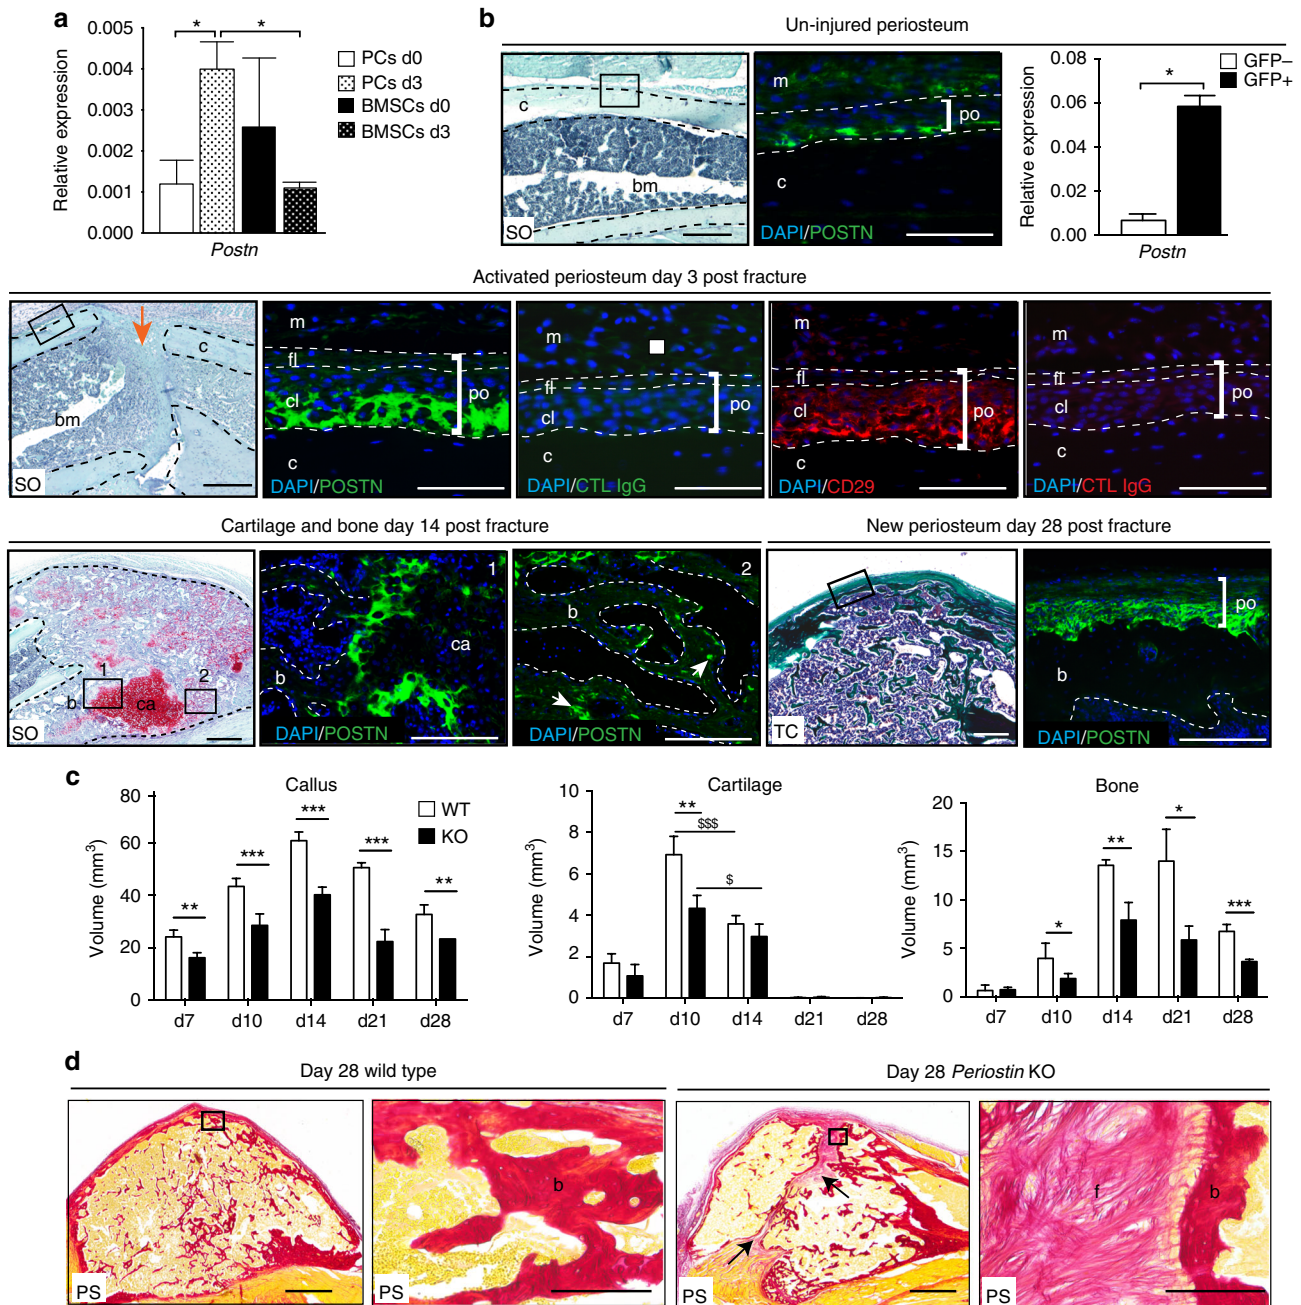 a
Relative experession
0.005
0.004
0.003
0.002
0.001
0.000
*
*
Postn
PCs d0
PCs d3
BMSCs d0
BMSCs d3
b
Un-injured periosteum
c
bm
SO
m
po
c
DAPI/POSTN
Relative expression
0.08
0.06
0.04
0.02
0.00
*
Postn
GFP–
GFP+
Activated periosteum day 3 post fracture
c
bm
SO
m
fl
cl
po
c
DAPI/POSTN
m
fl
cl
po
c
DAPI/CTL IgG
m
fl
cl
po
c
DAPI/CD29
m
fl
cl
po
c
DAPI/CTL IgG
Cartilage and bone day 14 post fracture
New periosteum day 28 post fracture
1
2
b
ca
SO
1
ca
b
DAPI/POSTN
2
b
DAPI/POSTN
TC
po
b
DAPI/POSTN
c
Callus
Volume (mm³)
80
60
40
20
0
**
***
***
***
**
d7
d10
d14
d21
d28
WT
KO
Cartilage
Volume (mm³)
10
8
6
4
2
0
**
$$$
$
d7
d10
d14
d21
d28
Bone
Volume (mm³)
20
15
10
5
0
*
**
*
***
d7
d10
d14
d21
d28
d
Day 28 wild type
Day 28 Periostin KO
PS
b
PS
PS
f
b
PS